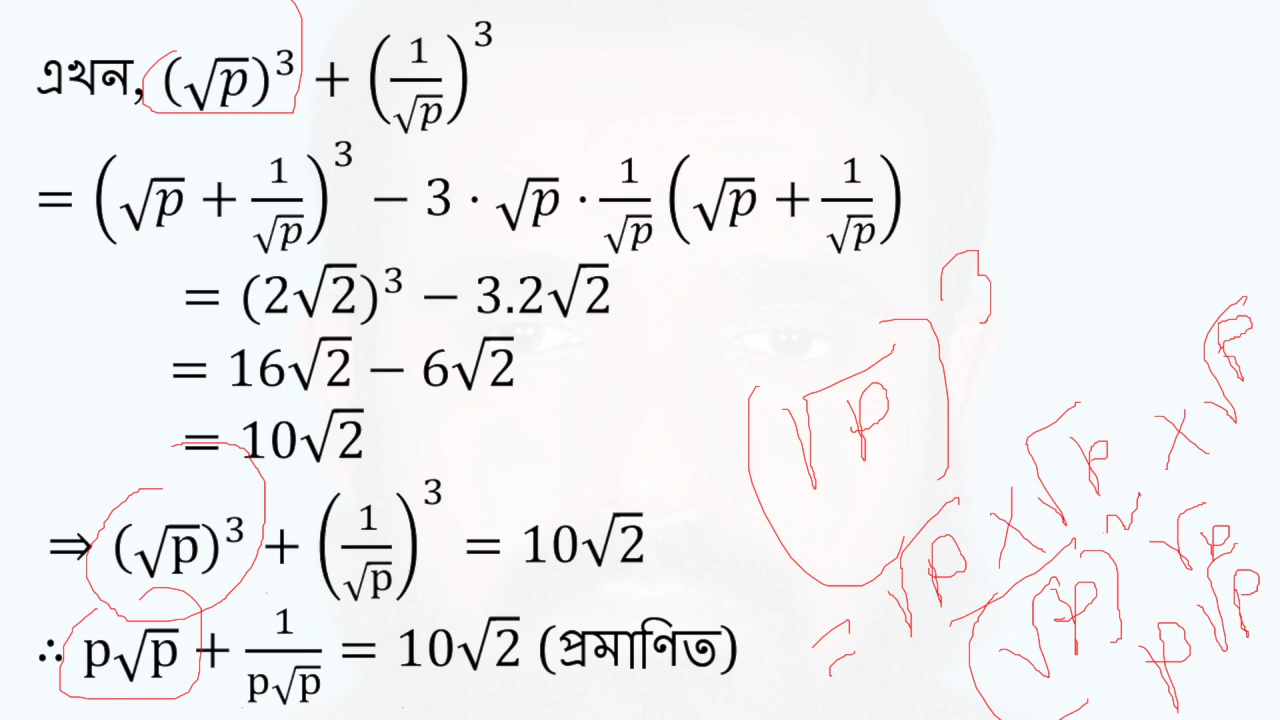 এখন, (√p)³ + (1/√p)³
= (√p + 1/√p)³ − 3 · √p · 1/√p (√p + 1/√p)
= (2√2)³ − 3.2√2
= 16√2 − 6√2
= 10√2
⇒ (√p)³ + (1/√p)³ = 10√2
∴ p√p + 1/p√p = 10√2 (প্রমাণিত)
(√p)³
= √p × √p × √p